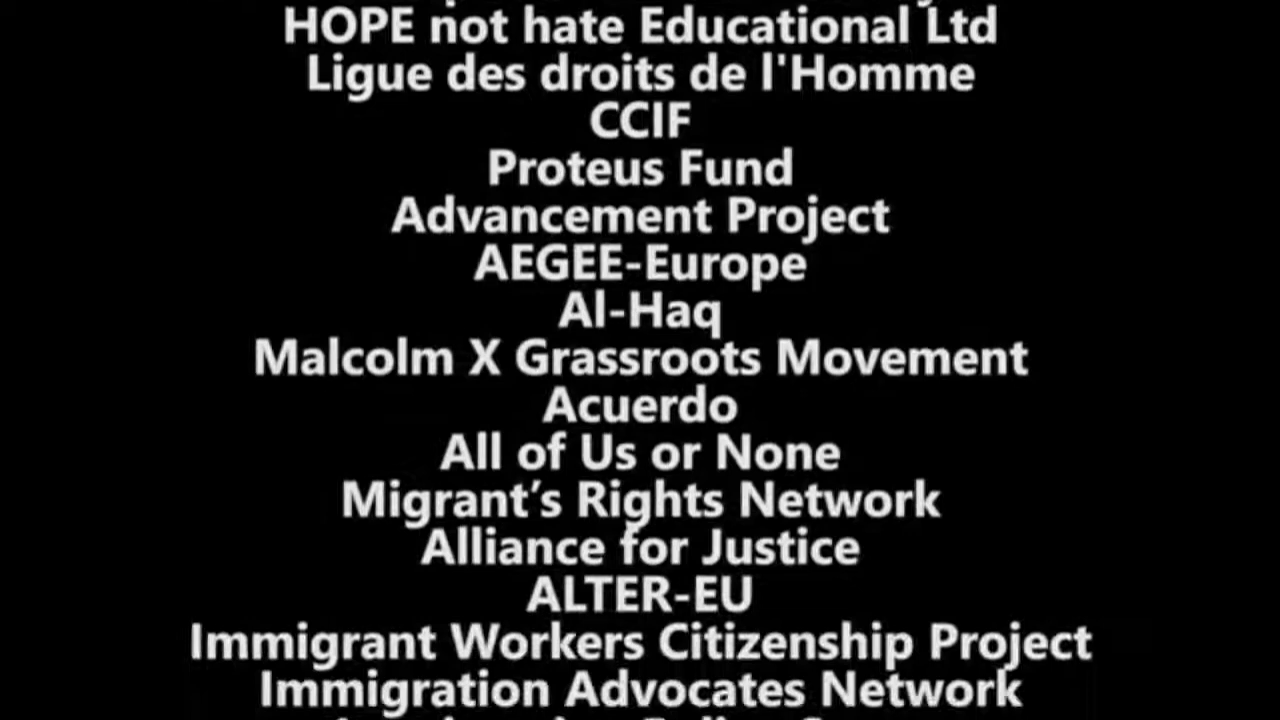 HOPE not hate Educational Ltd
Ligue des droits de l'Homme
CCIF
Proteus Fund
Advancement Project
AEGEE-Europe
Al-Haq
Malcolm X Grassroots Movement
Acuerdo
All of Us or None
Migrant’s Rights Network
Alliance for Justice
ALTER-EU
Immigrant Workers Citizenship Project
Immigration Advocates Network